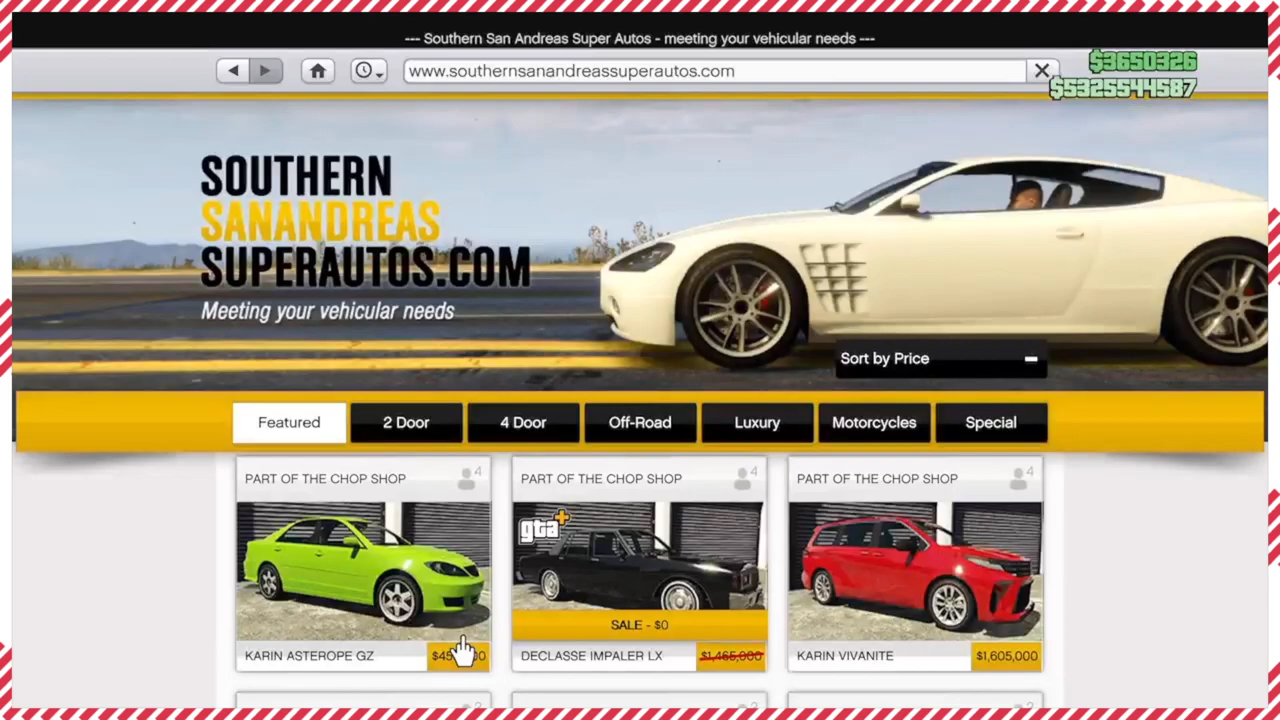 --- Southern San Andreas Super Autos - meeting your vehicular needs ---
www.southernsanandreassuperautos.com
$3650326
$5325544587
SOUTHERN
SANANDREAS
SUPERAUTOS.COM
Meeting your vehicular needs
Sort by Price
Featured
2 Door
4 Door
Off-Road
Luxury
Motorcycles
Special
PART OF THE CHOP SHOP 4
PART OF THE CHOP SHOP 4
PART OF THE CHOP SHOP 4
gta+
SALE - $0
KARIN ASTEROPE GZ
DECLASSE IMPALER LX $1,465,000
KARIN VIVANITE $1,605,000